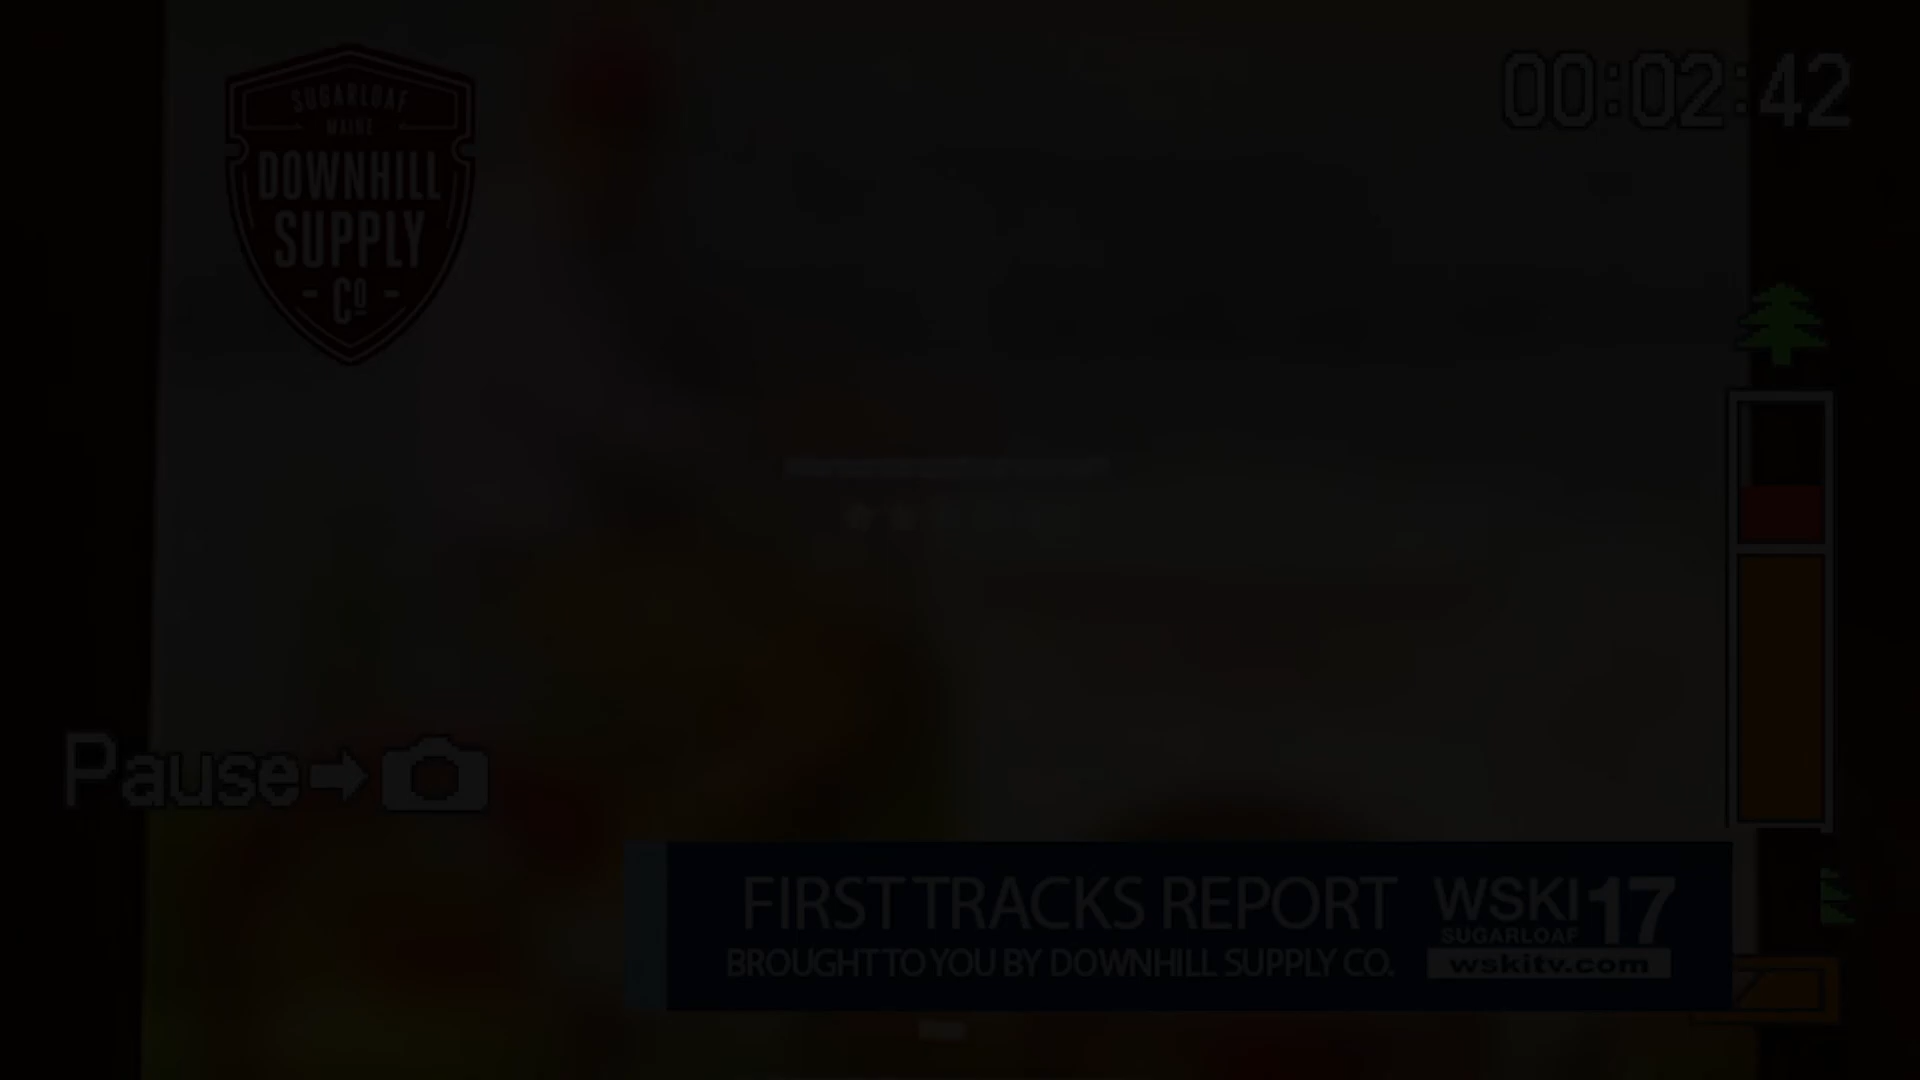 SUGARLOAF
MAINE
DOWNHILL
SUPPLY
CO
00:02:42
Pause
FIRST TRACKS REPORT
BROUGHT TO YOU BY DOWNHILL SUPPLY CO.
WSKI 17
SUGARLOAF
wskitv.com